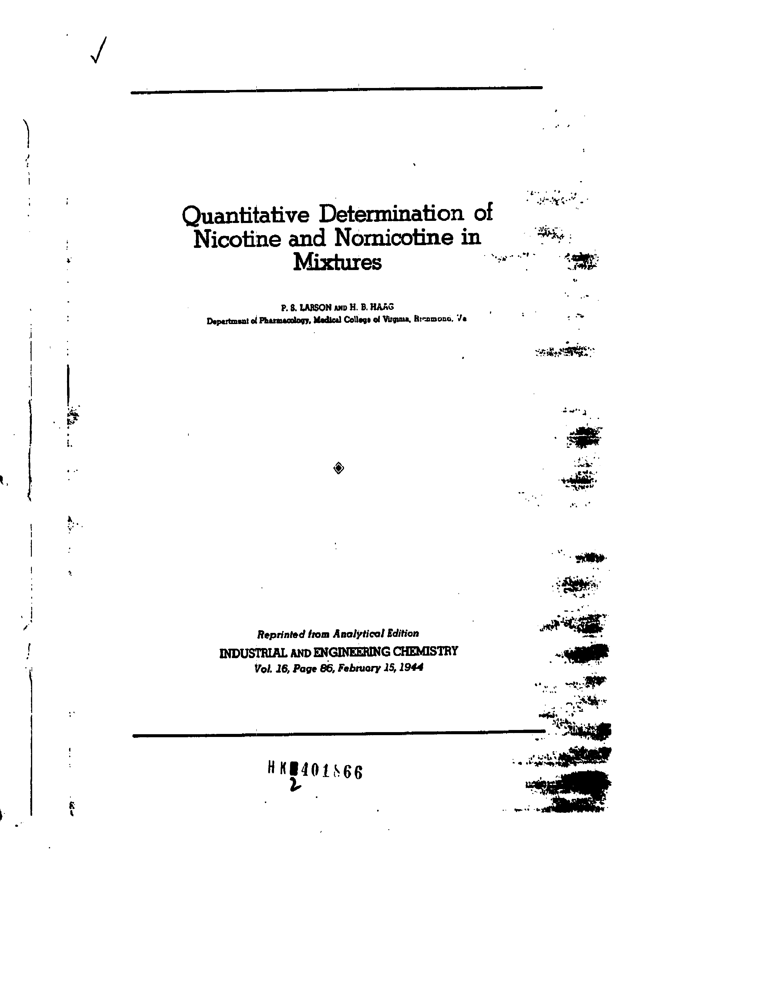 Quantitative Determination of
Nicotine and Nornicotine in
Mixtures
P. S. LARSON AND H. B. HAAG
Department of Pharmacology, Medical College of Virginia, Richmond, Va
Reprinted from Analytical Edition
INDUSTRIAL AND ENGINEERING CHEMISTRY
Vol. 16, Page 86, February 15, 1944
HK 401866
2